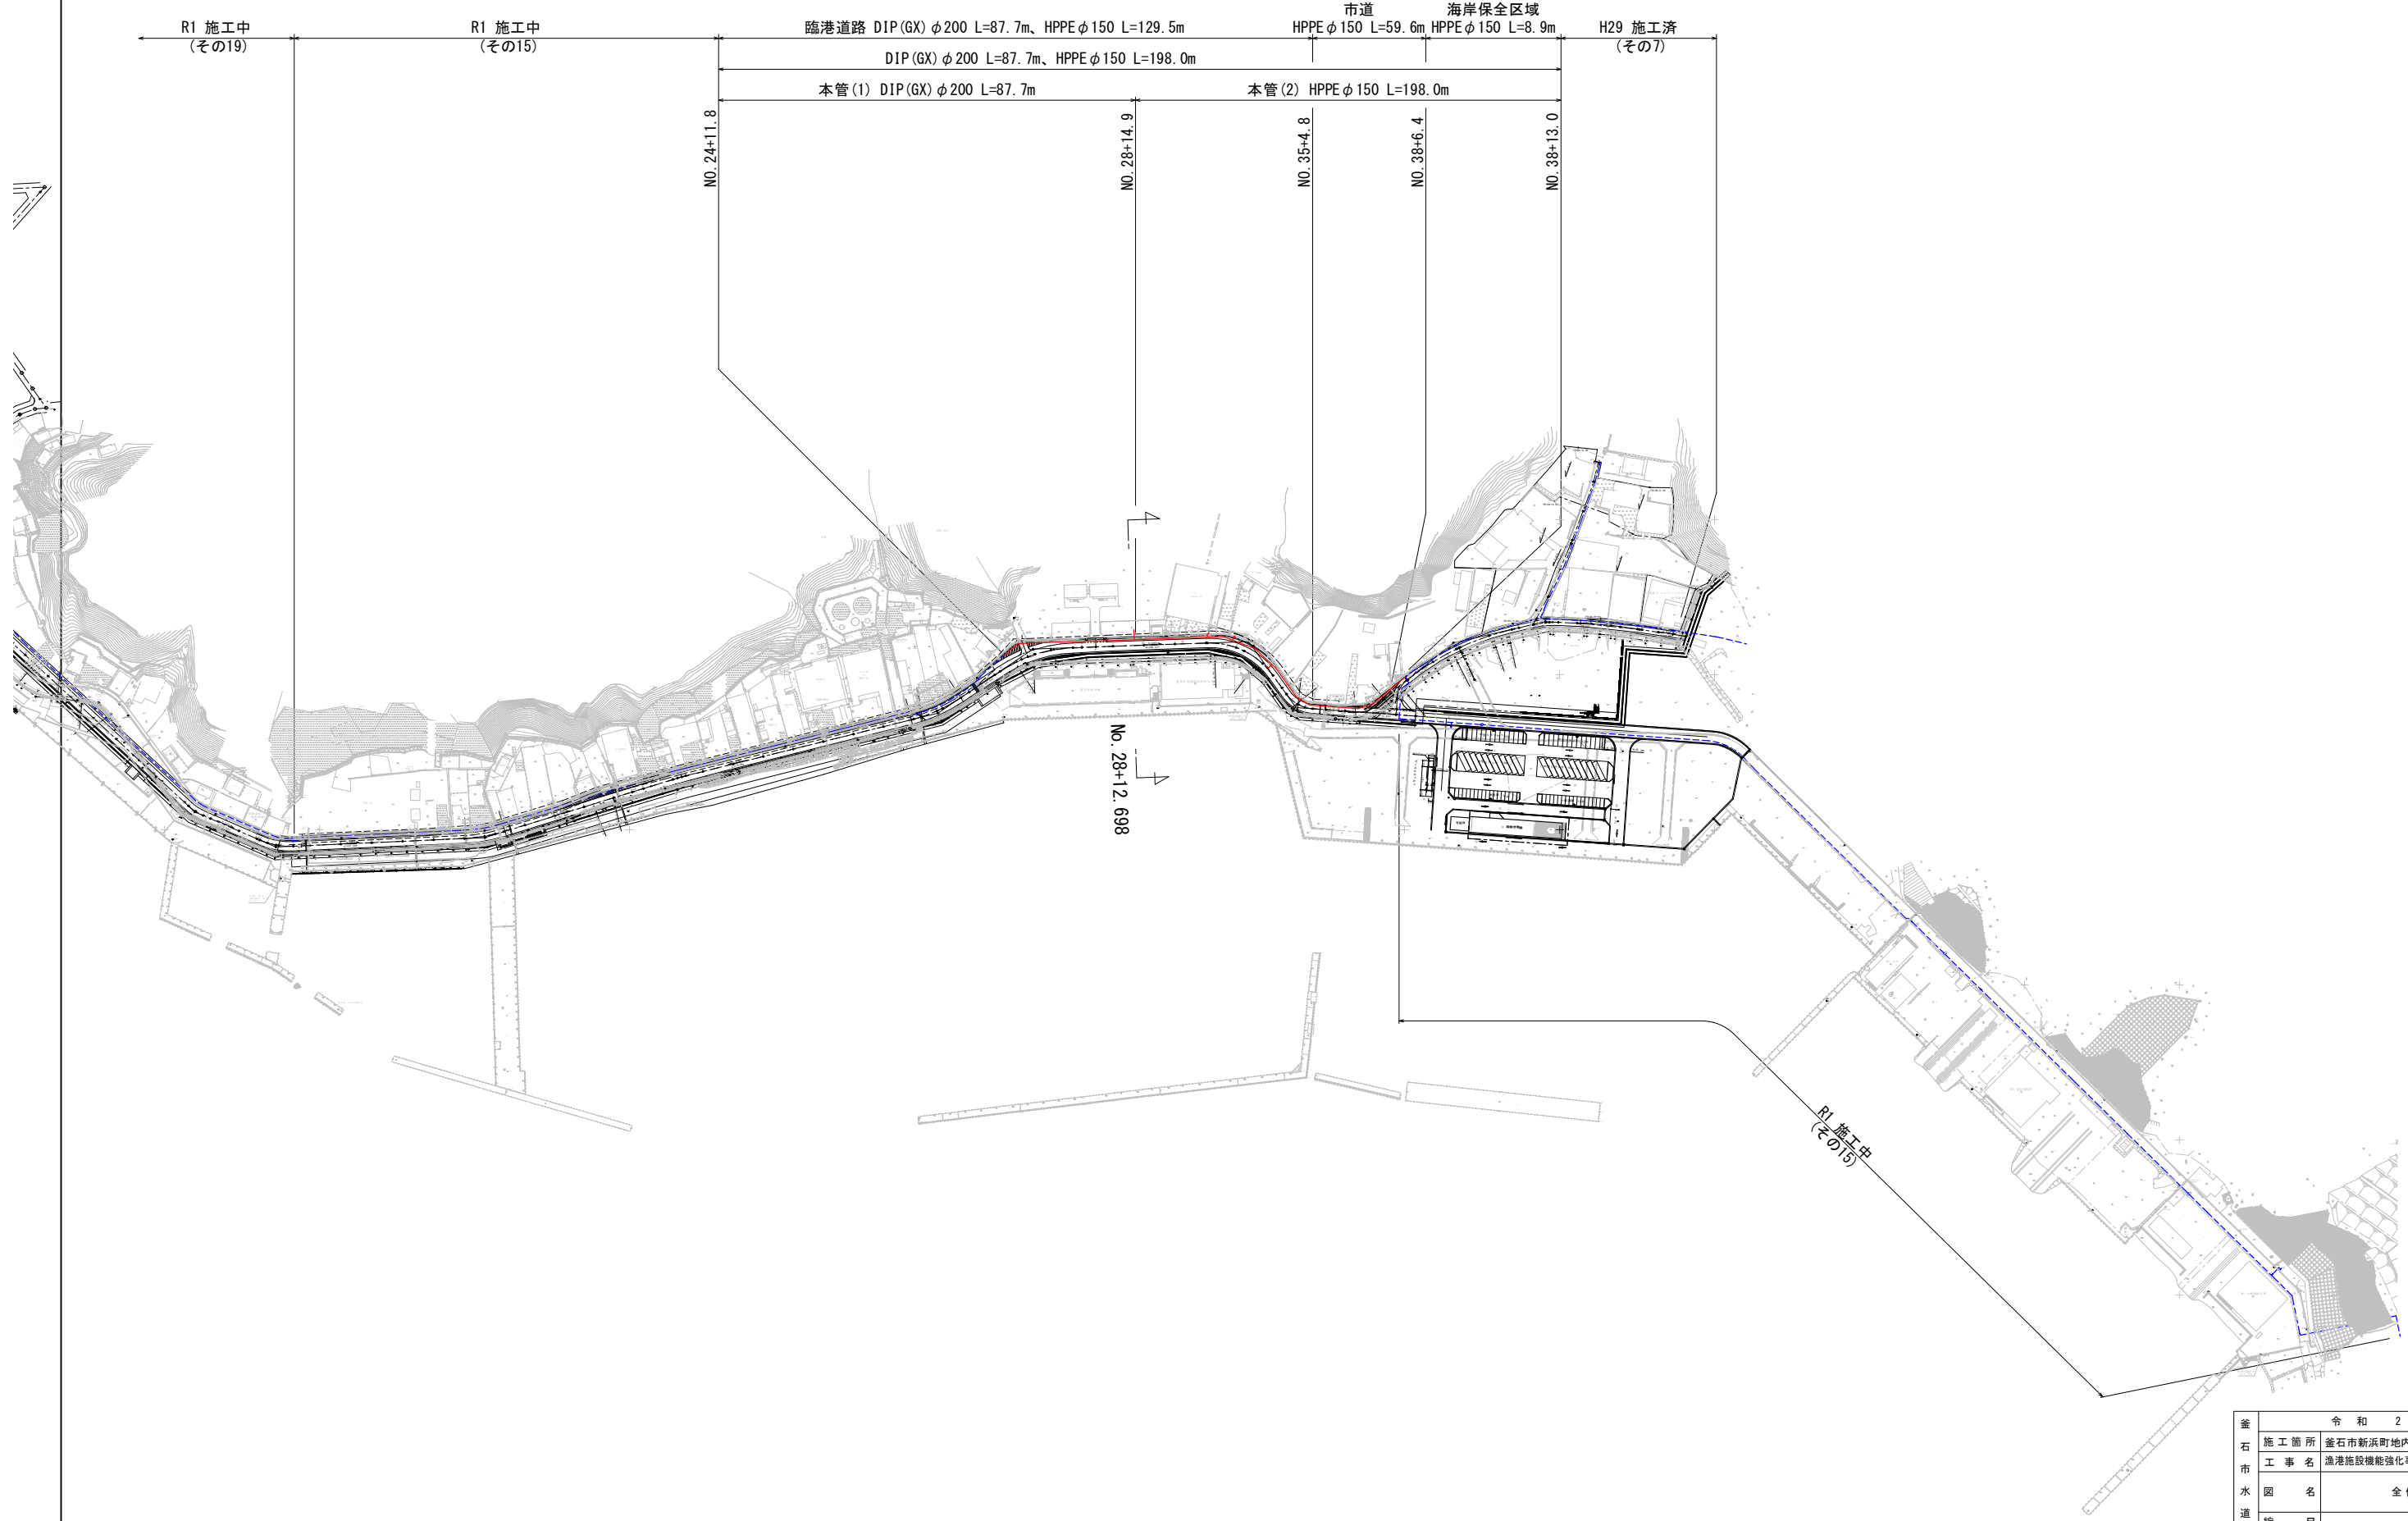 市道
海岸保全区域
R1 施工中
(その19)
R1 施工中
(その15)
臨港道路 DIP(GX)φ200 L=87.7m、HPPEφ150 L=129.5m
HPPEφ150 L=59.6m
HPPEφ150 L=8.9m
H29 施工済
(その7)
DIP(GX)φ200 L=87.7m、HPPEφ150 L=198.0m
本管(1) DIP(GX)φ200 L=87.7m
本管(2) HPPEφ150 L=198.0m
NO.24+11.8
NO.28+14.9
NO.35+4.8
NO.38+6.4
NO.38+13.0
No.28+12.698
R1 施工中
(その15)
釜石市水道
令和 2
施工箇所 釜石市新浜町地内
工事名 漁港施設機能強化
図名